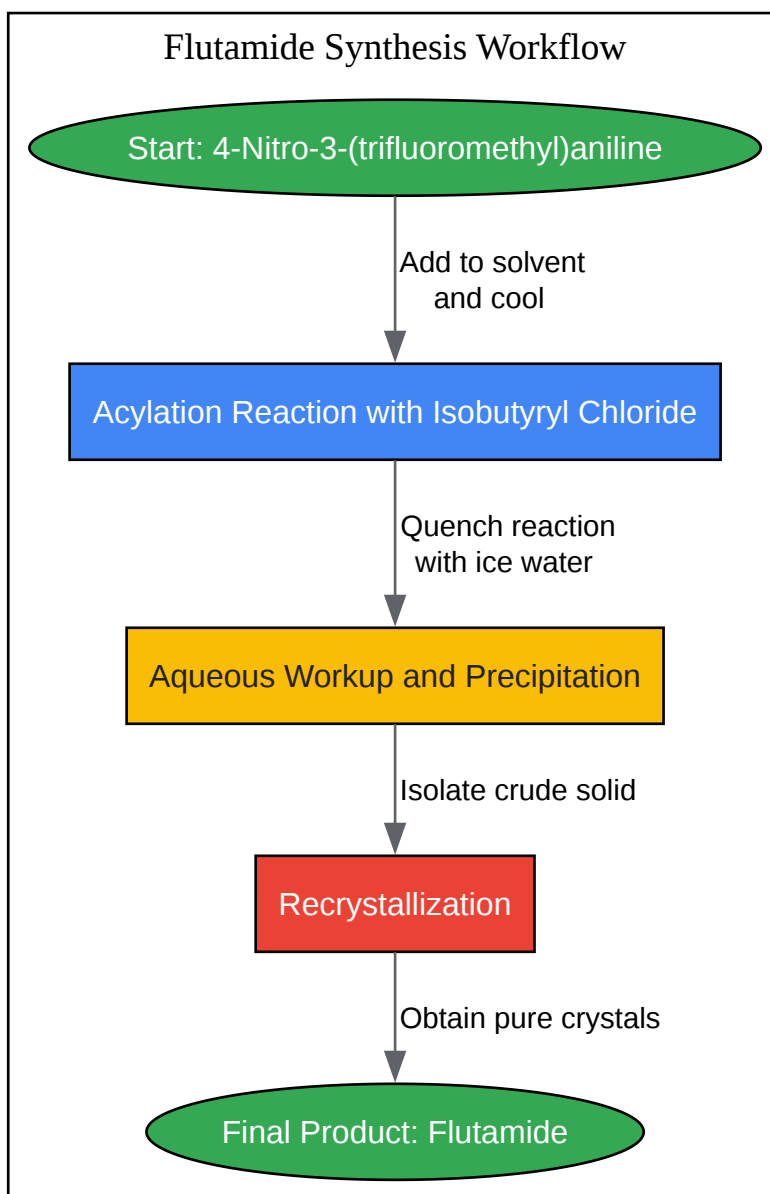 Flutamide Synthesis Workflow
Start: 4-Nitro-3-(trifluoromethyl)aniline
Add to solvent
and cool
Acylation Reaction with Isobutyryl Chloride
Quench reaction
with ice water
Aqueous Workup and Precipitation
Isolate crude solid
Recrystallization
Obtain pure crystals
Final Product: Flutamide